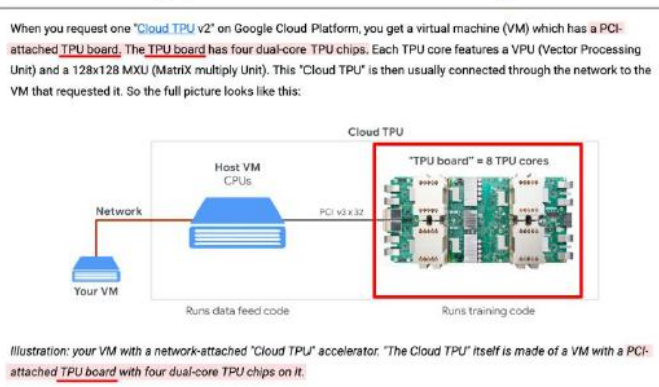 When you request one "Cloud TPU v2" on Google Cloud Platform, you get a virtual machine (VM) which has a PCI-
attached TPU board. The TPU board has four dual-core TPU chips. Each TPU core features a VPU (Vector Processing
Unit) and a 128x128 MXU (MatriX multiply Unit). This "Cloud TPU" is then usually connected through the network to the
VM that requested it. So the full picture looks like this:
Cloud TPU
"TPU board" = 8 TPU cores
Host VM
CPUs
Network
PCI v3 x 32
Your VM
Runs data feed code
Runs training code
Illustration: your VM with a network-attached "Cloud TPU" accelerator. "The Cloud TPU" itself is made of a VM with a PCI-
attached TPU board with four dual-core TPU chips on it.